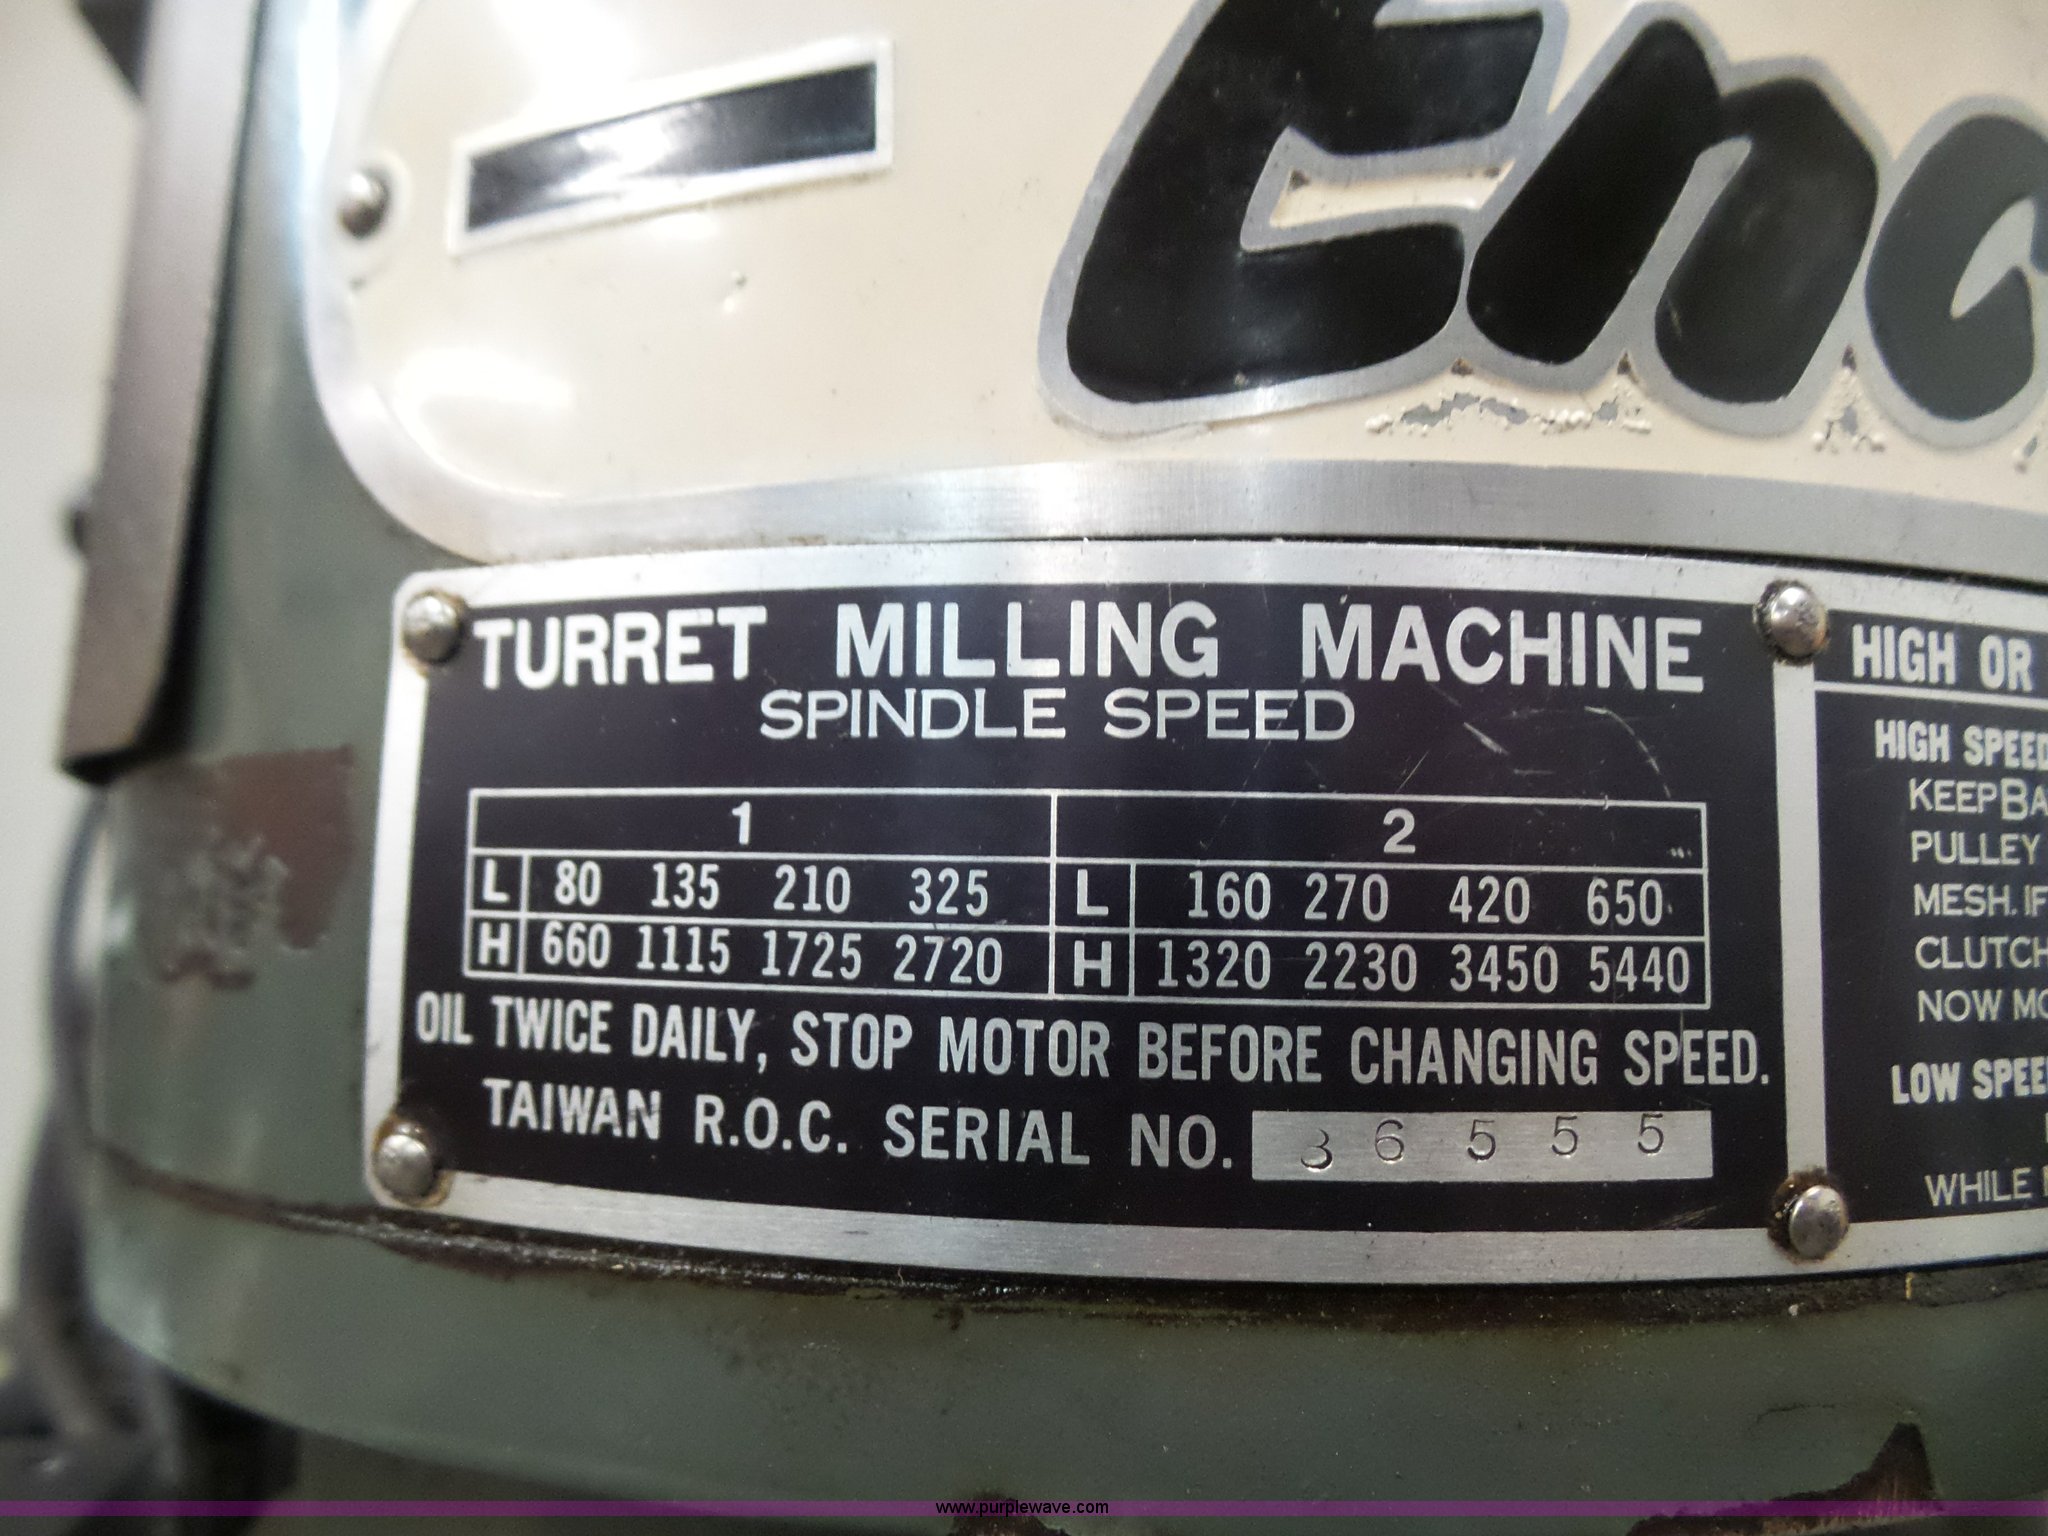 Enc
TURRET MILLING MACHINE
SPINDLE SPEED
1 2
L 80 135 210 325 L 160 270 420 650
H 660 1115 1725 2720 H 1320 2230 3450 5440
OIL TWICE DAILY, STOP MOTOR BEFORE CHANGING SPEED.
TAIWAN R.O.C. SERIAL NO. 36555
HIGH OR
HIGH SPEED
KEEP BA
PULLEY
MESH. IF
CLUTCH
NOW MO
LOW SPEE
WHILE
www.purplewave.com